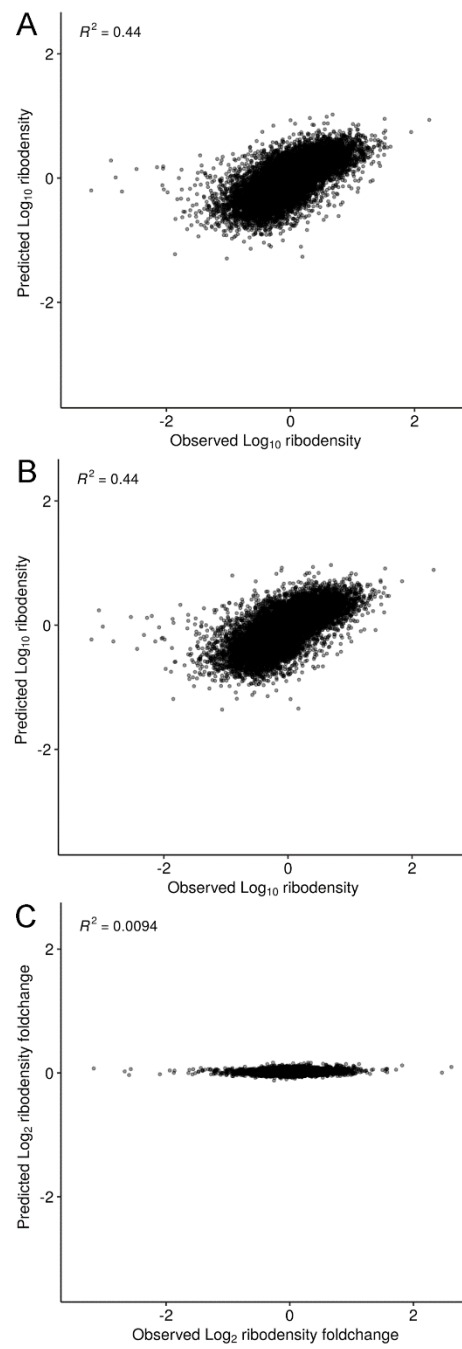 A
R² = 0.44
2
0
-2
Predicted Log₁₀ ribodensity
-2
0
2
Observed Log₁₀ ribodensity
B
R² = 0.44
2
0
-2
Predicted Log₁₀ ribodensity
-2
0
2
Observed Log₁₀ ribodensity
C
R² = 0.0094
2
0
-2
Predicted Log₂ ribodensity foldchange
-2
0
2
Observed Log₂ ribodensity foldchange